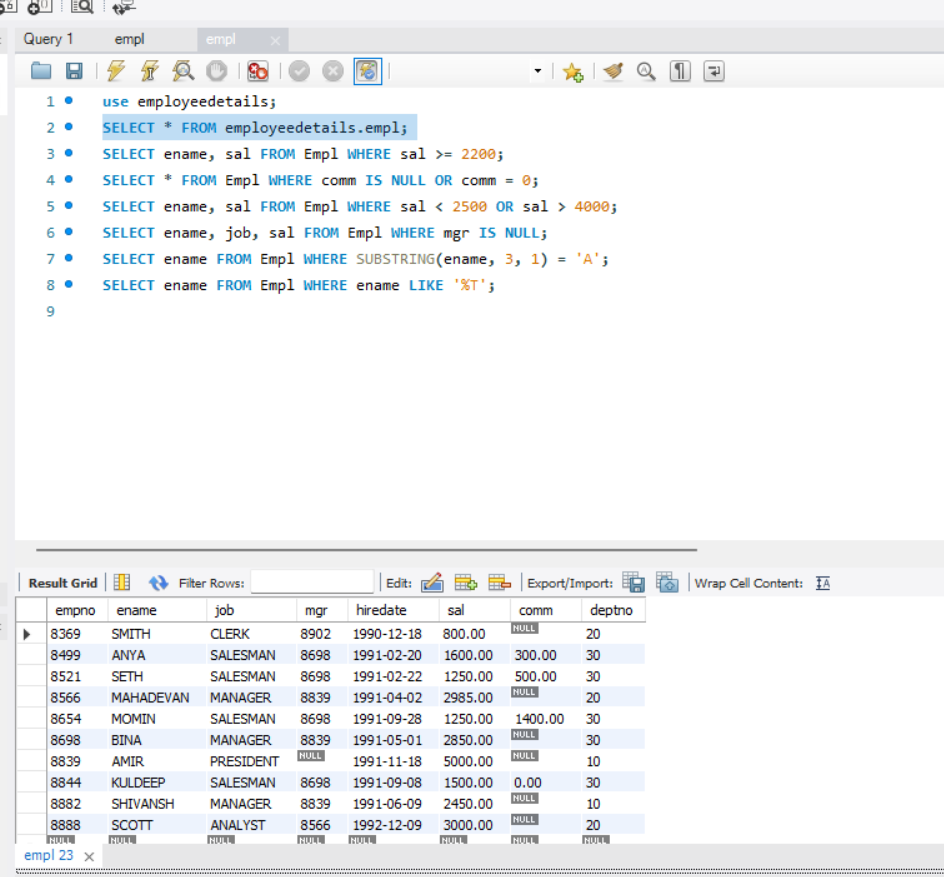 Query 1 empl empl
1 use employeedetails;
2 SELECT * FROM employeedetails.empl;
3 SELECT ename, sal FROM Empl WHERE sal >= 2200;
4 SELECT * FROM Empl WHERE comm IS NULL OR comm = 0;
5 SELECT ename, sal FROM Empl WHERE sal < 2500 OR sal > 4000;
6 SELECT ename, job, sal FROM Empl WHERE mgr IS NULL;
7 SELECT ename FROM Empl WHERE SUBSTRING(ename, 3, 1) = 'A';
8 SELECT ename FROM Empl WHERE ename LIKE '%T';
9
Result Grid Filter Rows: Edit: Export/Import: Wrap Cell Content:
empno ename job mgr hiredate sal comm deptno
8369 SMITH CLERK 8902 1990-12-18 800.00 NULL 20
8499 ANYA SALESMAN 8698 1991-02-20 1600.00 300.00 30
8521 SETH SALESMAN 8698 1991-02-22 1250.00 500.00 30
8566 MAHADEVAN MANAGER 8839 1991-04-02 2985.00 NULL 20
8654 MOMIN SALESMAN 8698 1991-09-28 1250.00 1400.00 30
8698 BINA MANAGER 8839 1991-05-01 2850.00 NULL 30
8839 AMIR PRESIDENT NULL 1991-11-18 5000.00 NULL 10
8844 KULDEEP SALESMAN 8698 1991-09-08 1500.00 0.00 30
8882 SHIVANSH MANAGER 8839 1991-06-09 2450.00 NULL 10
8888 SCOTT ANALYST 8566 1992-12-09 3000.00 NULL 20
NULL NULL NULL NULL NULL NULL NULL NULL
empl 23